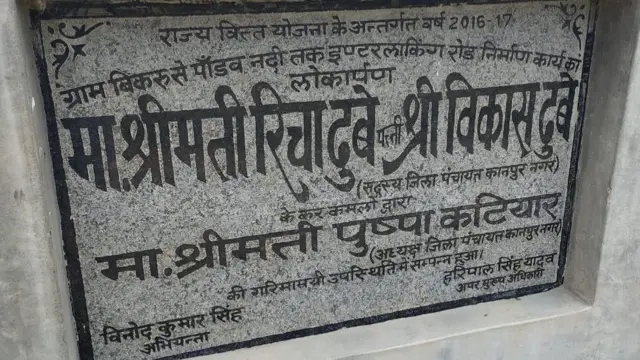 राज्य वित्त योजना के अन्तर्गत वर्ष 2016-17
ग्राम बिकरू से पाँडव नदी तक इण्टरलाकिंग रोड निर्माण कार्य का
लोकार्पण
मा.श्रीमती रिचा दुबे पत्नी श्री विकास दुबे
(सदस्य जिला पंचायत कानपुर नगर)
के कर कमलों द्वारा
मा.श्रीमती पुष्पा कटियार
(अध्यक्ष जिला पंचायत कानपुर नगर)
की गरिमामयी उपस्थिति में सम्पन्न हुआ।
हरिपाल सिंह यादव
अपर मुख्य अधिकारी
विनोद कुमार सिंह
अभियन्ता